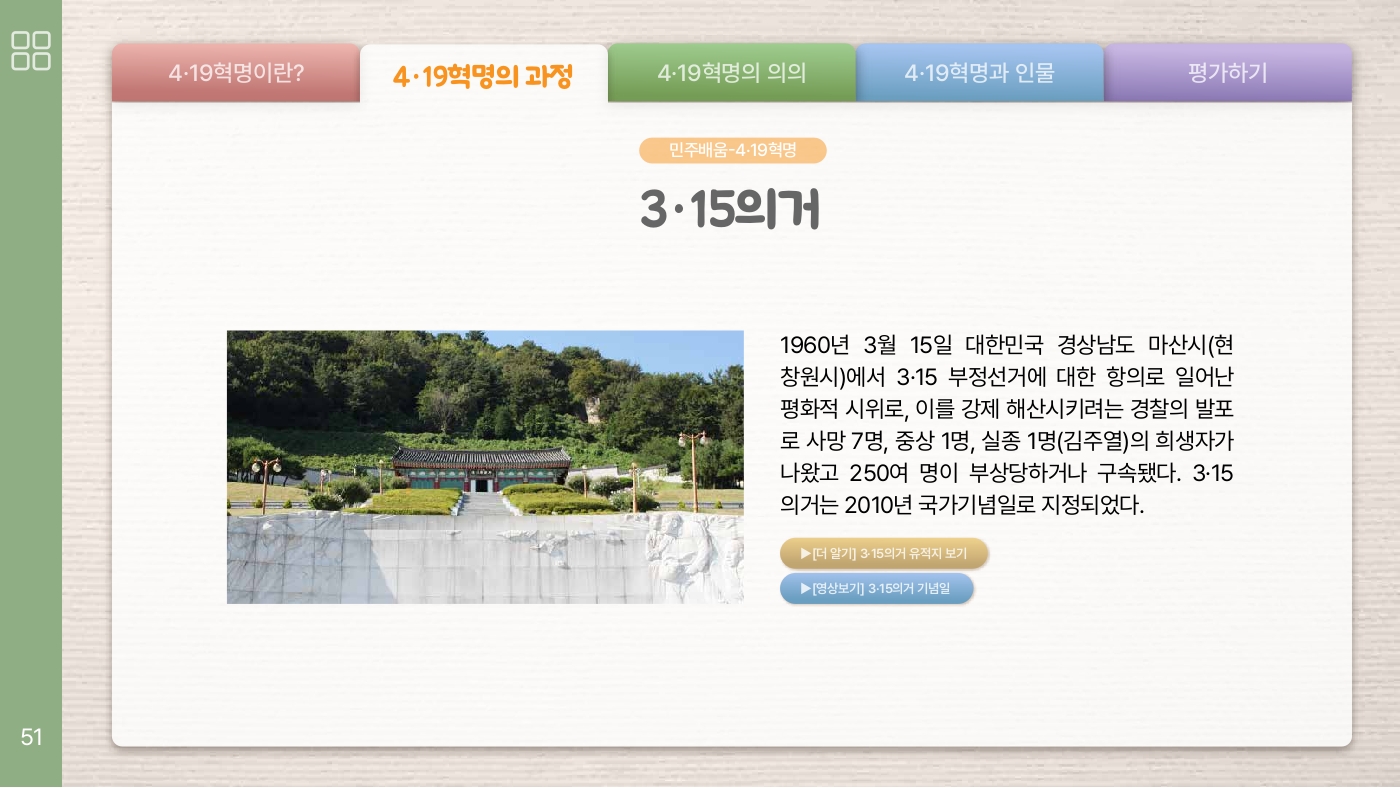 4·19혁명이란?
4·19혁명의 과정
4·19혁명의 의의
4·19혁명과 인물
평가하기
민주배움-4·19혁명
3·15의거
1960년 3월 15일 대한민국 경상남도 마산시(현
창원시)에서 3·15 부정선거에 대한 항의로 일어난
평화적 시위로, 이를 강제 해산시키려는 경찰의 발포
로 사망 7명, 중상 1명, 실종 1명(김주열)의 희생자가
나왔고 250여 명이 부상당하거나 구속됐다. 3·15
의거는 2010년 국가기념일로 지정되었다.
▶[더 알기] 3·15의거 유적지 보기
▶[영상보기] 3·15의거 기념일
51